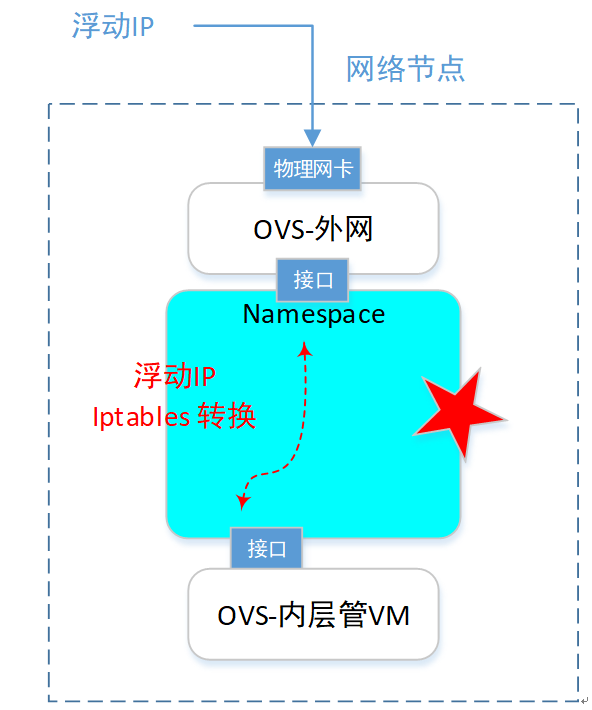 浮动IP
网络节点
物理网卡
OVS-外网
接口
Namespace
浮动IP
Iptables 转换
接口
OVS-内层管VM